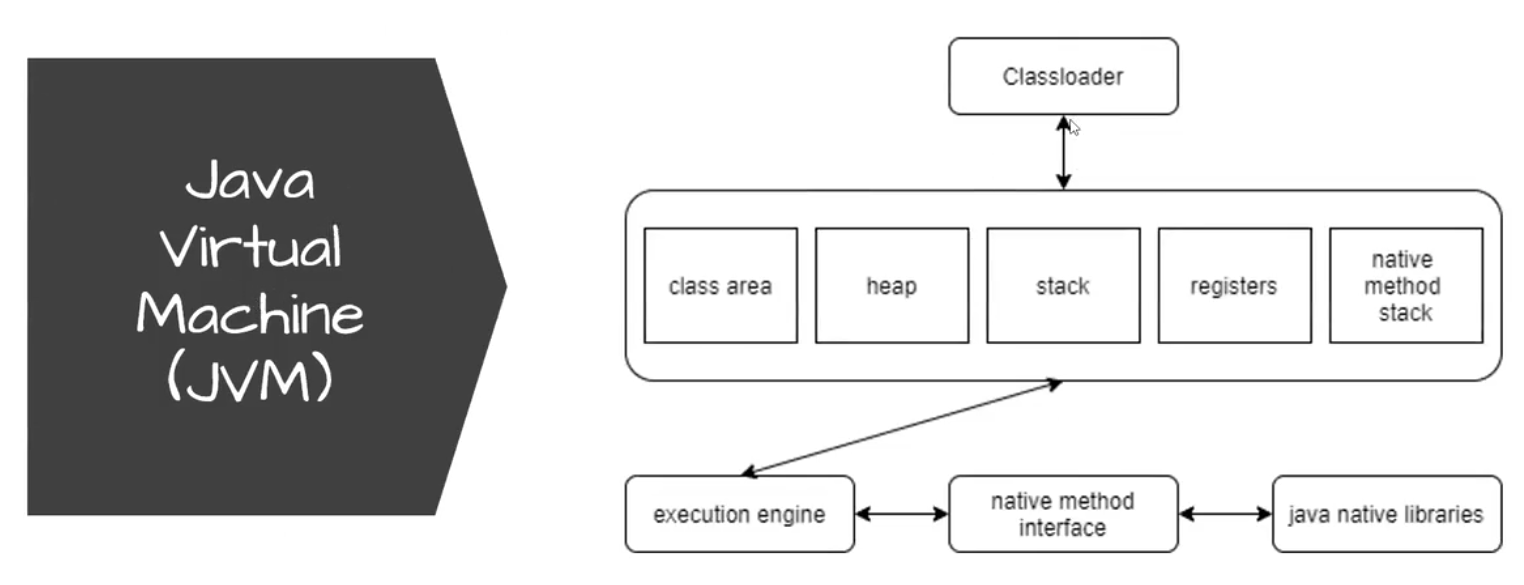 Java
Virtual
Machine
(JVM)
Classloader
class area
heap
stack
registers
native
method
stack
execution engine
native method
interface
java native libraries